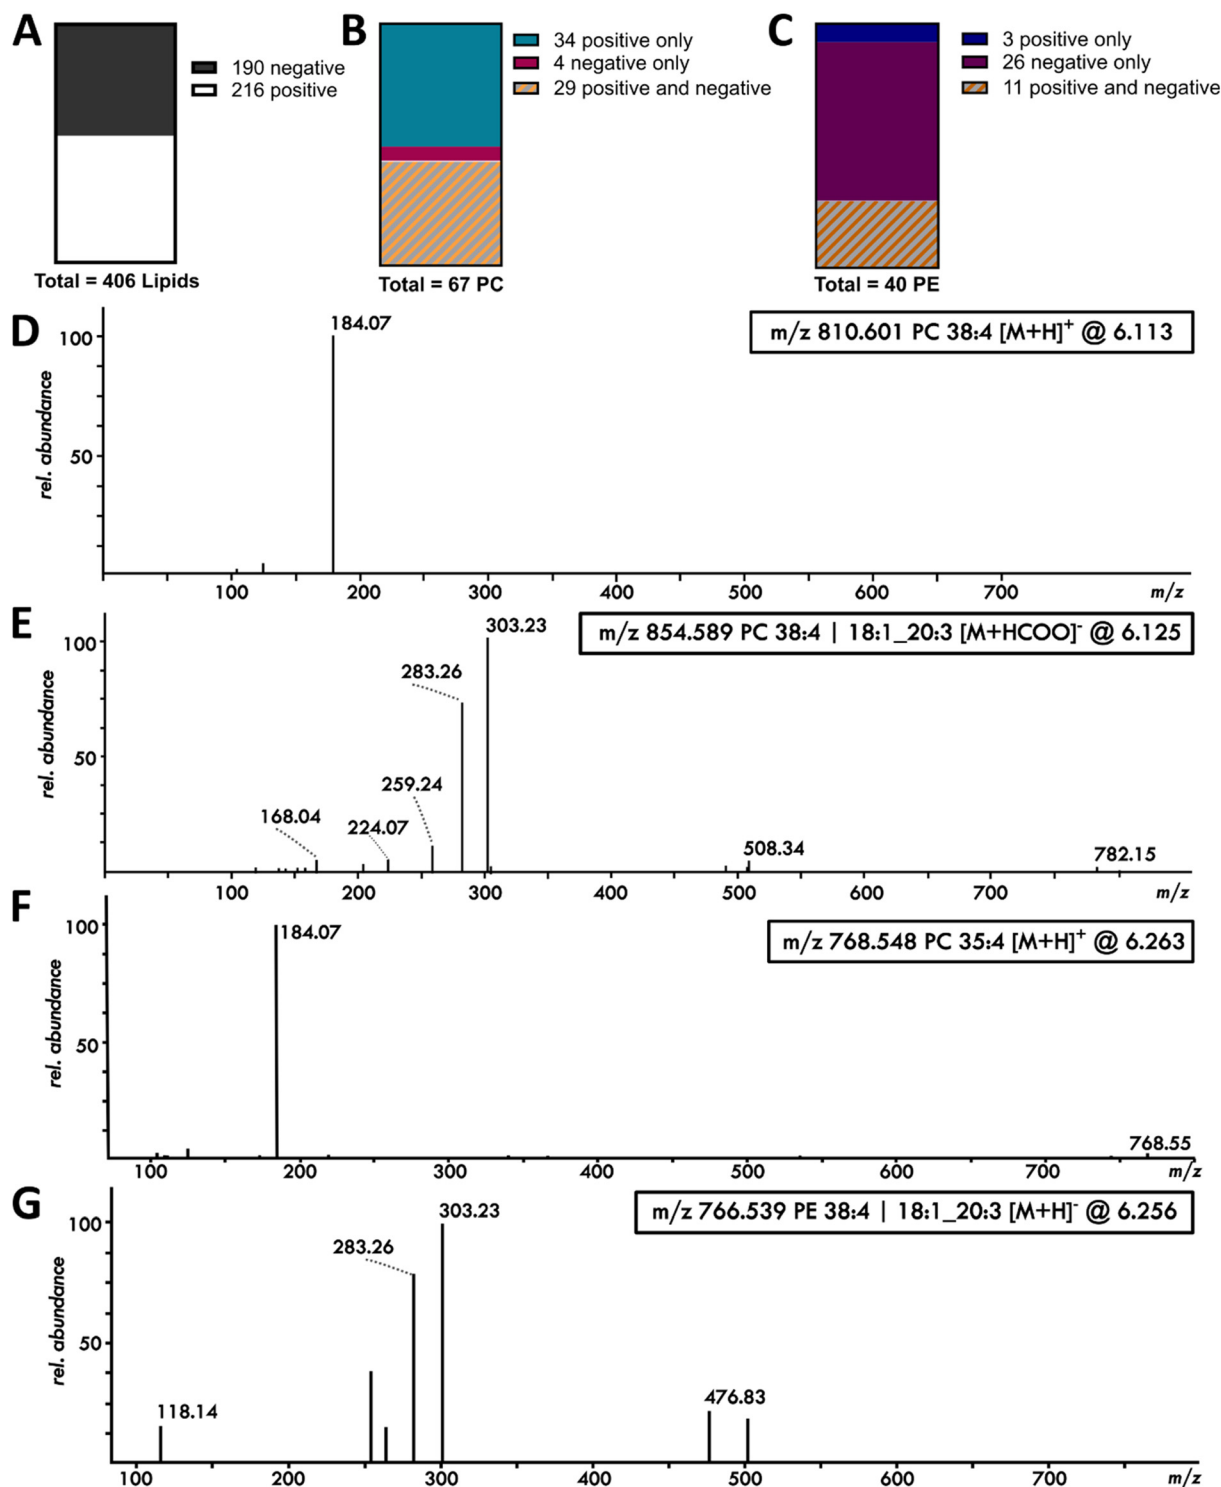 A
190 negative
216 positive
Total = 406 Lipids
B
34 positive only
4 negative only
29 positive and negative
Total = 67 PC
C
3 positive only
26 negative only
11 positive and negative
Total = 40 PE
D
m/z 810.601 PC 38:4 [M+H]+ @ 6.113
184.07
100
50
rel. abundance
100 200 300 400 500 600 700 m/z
E
m/z 854.589 PC 38:4 | 18:1_20:3 [M+HCOO]- @ 6.125
303.23
283.26
259.24
224.07
168.04
508.34
782.15
100
50
rel. abundance
100 200 300 400 500 600 700 m/z
F
m/z 768.548 PC 35:4 [M+H]+ @ 6.263
184.07
768.55
100
50
rel. abundance
100 200 300 400 500 600 700 m/z
G
m/z 766.539 PE 38:4 | 18:1_20:3 [M+H]- @ 6.256
303.23
283.26
118.14
476.83
100
50
rel. abundance
100 200 300 400 500 600 700 m/z